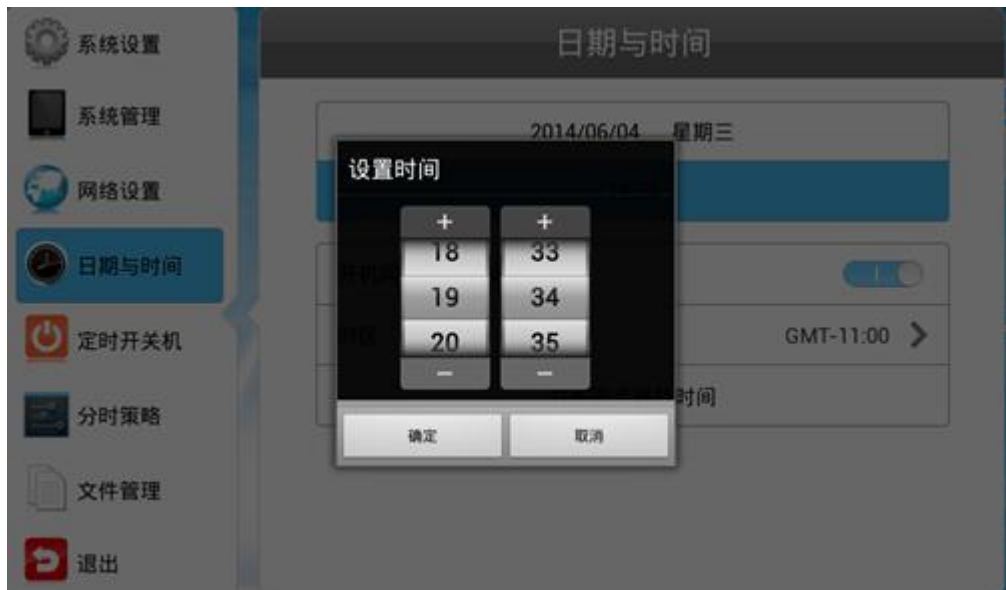 系统设置
系统管理
网络设置
日期与时间
定时开关机
分时策略
文件管理
退出
日期与时间
2014/06/04 星期三
GMT-11:00
时间
设置时间
+ +
18 33
19 34
20 35
- -
确定 取消